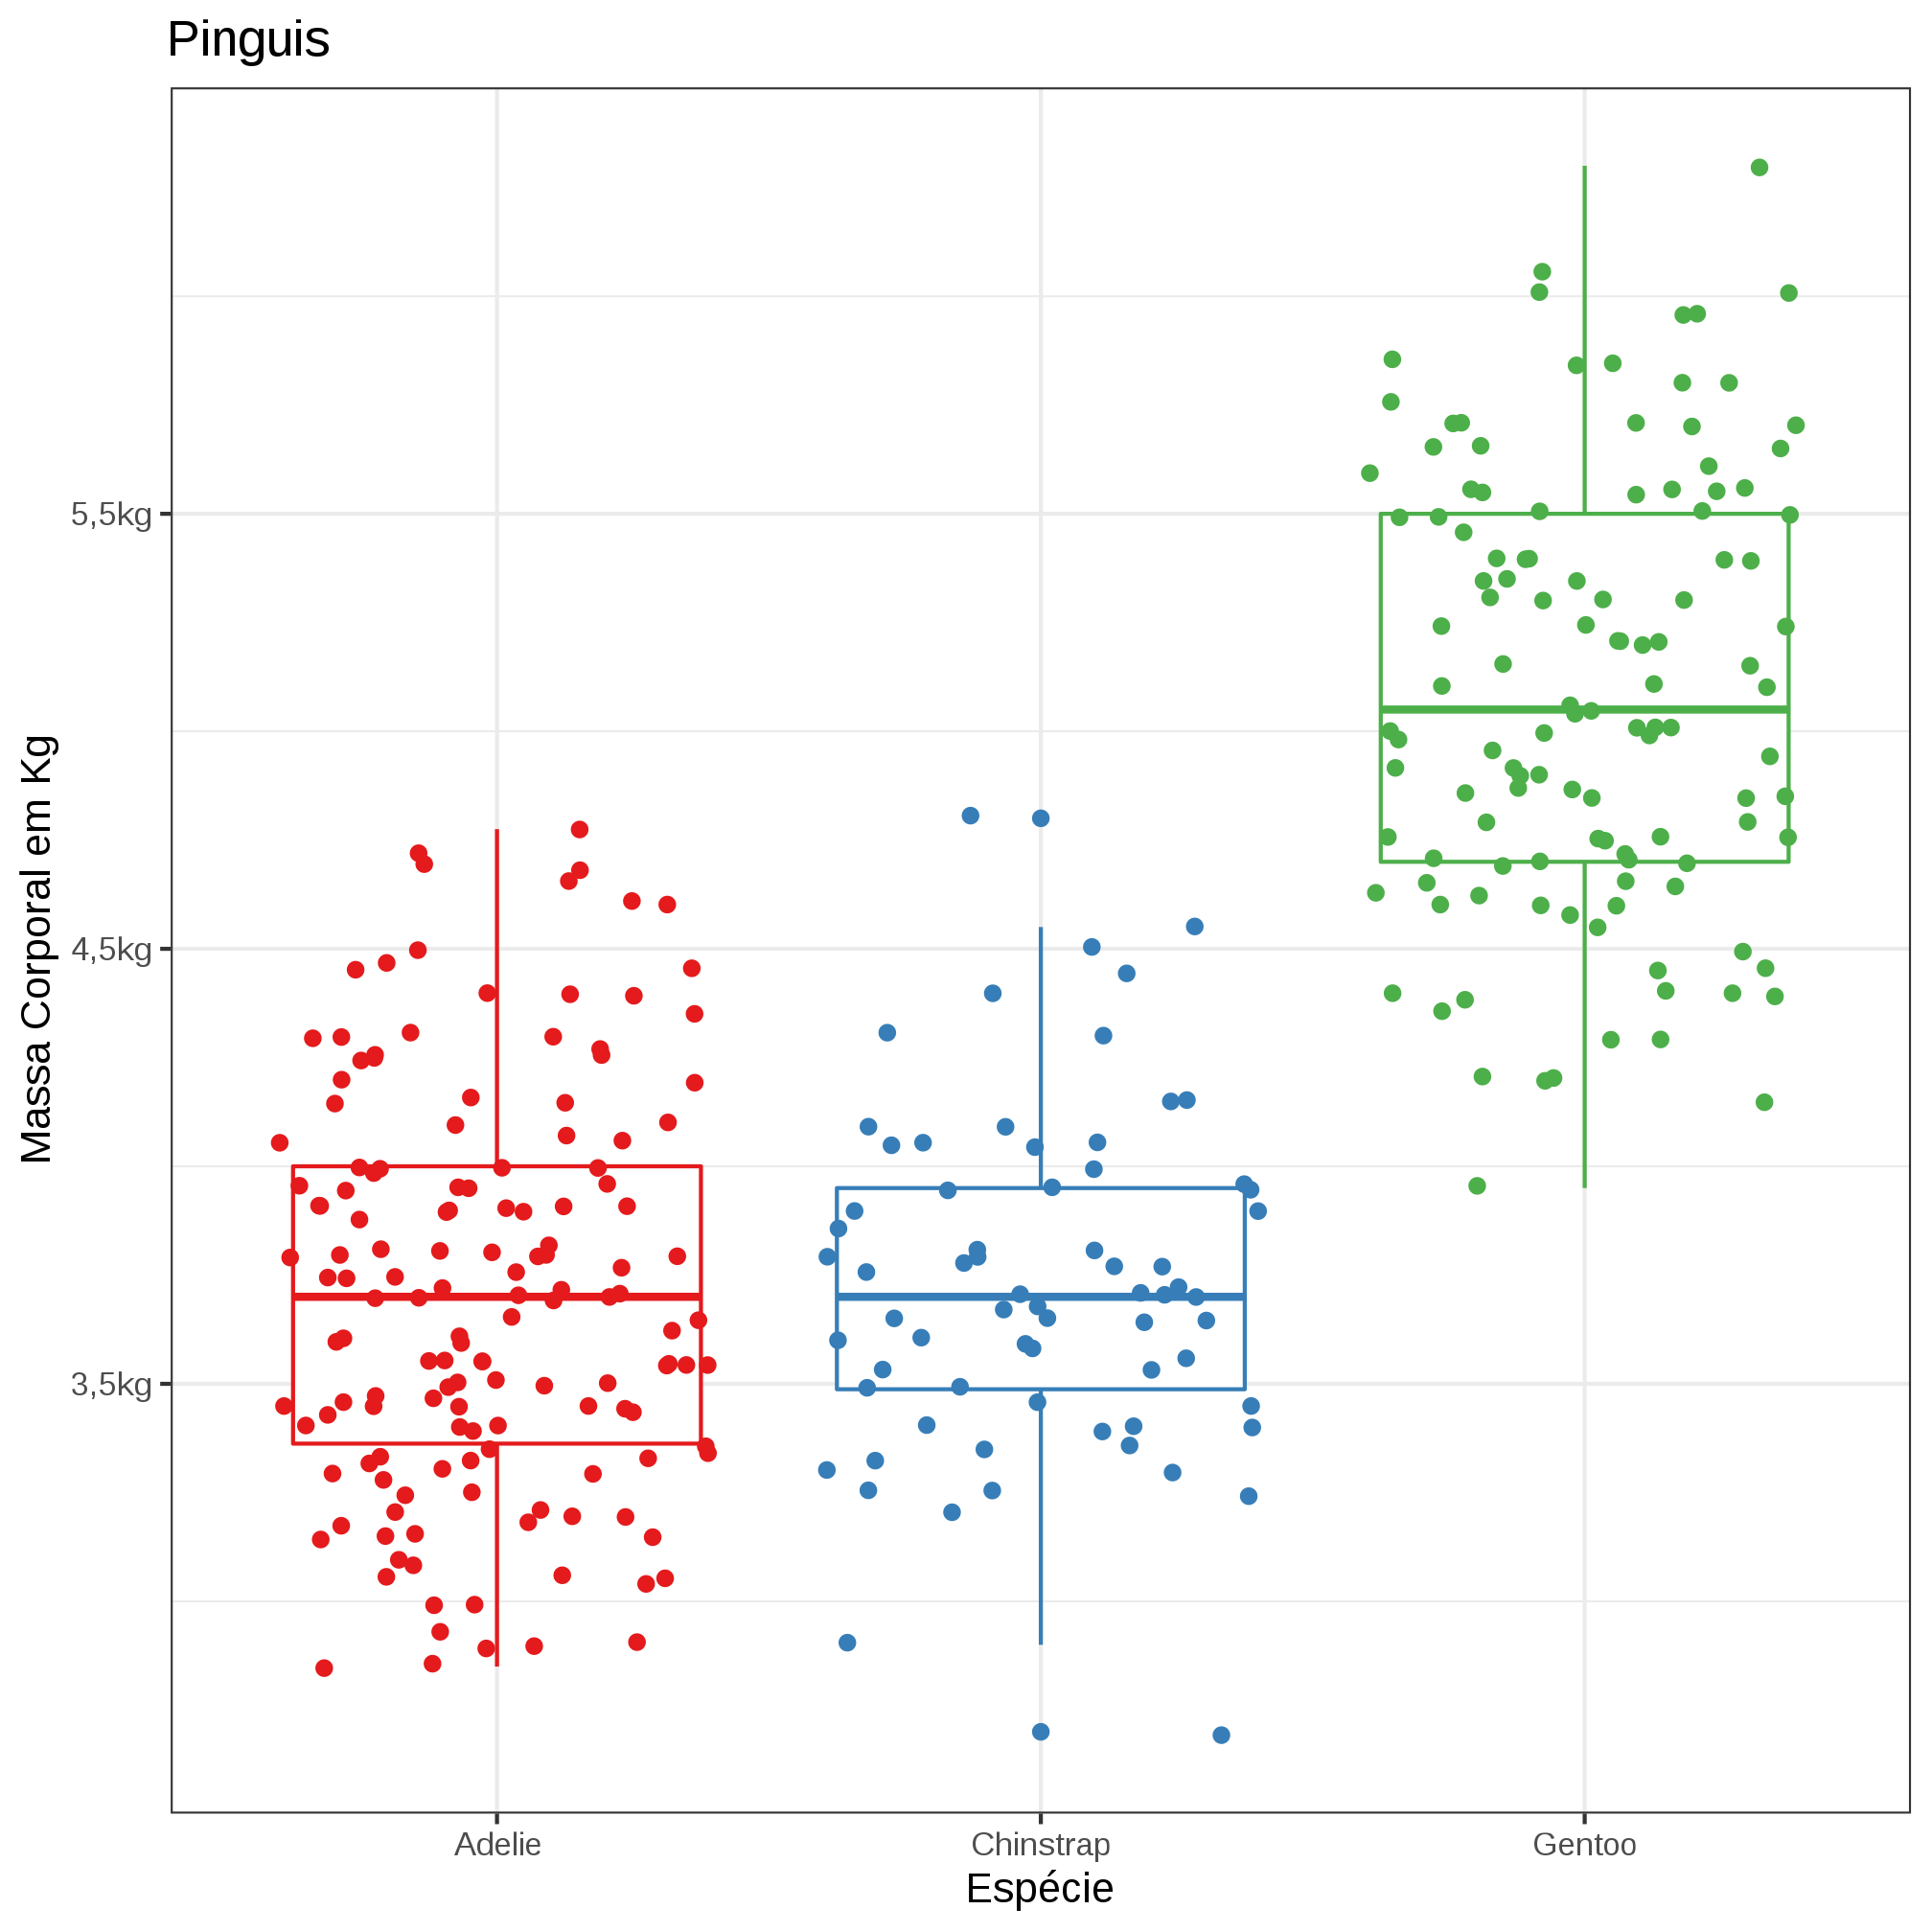 Pinguis
Massa Corporal em Kg
5,5kg
4,5kg
3,5kg
Adelie
Chinstrap
Gentoo
Espécie